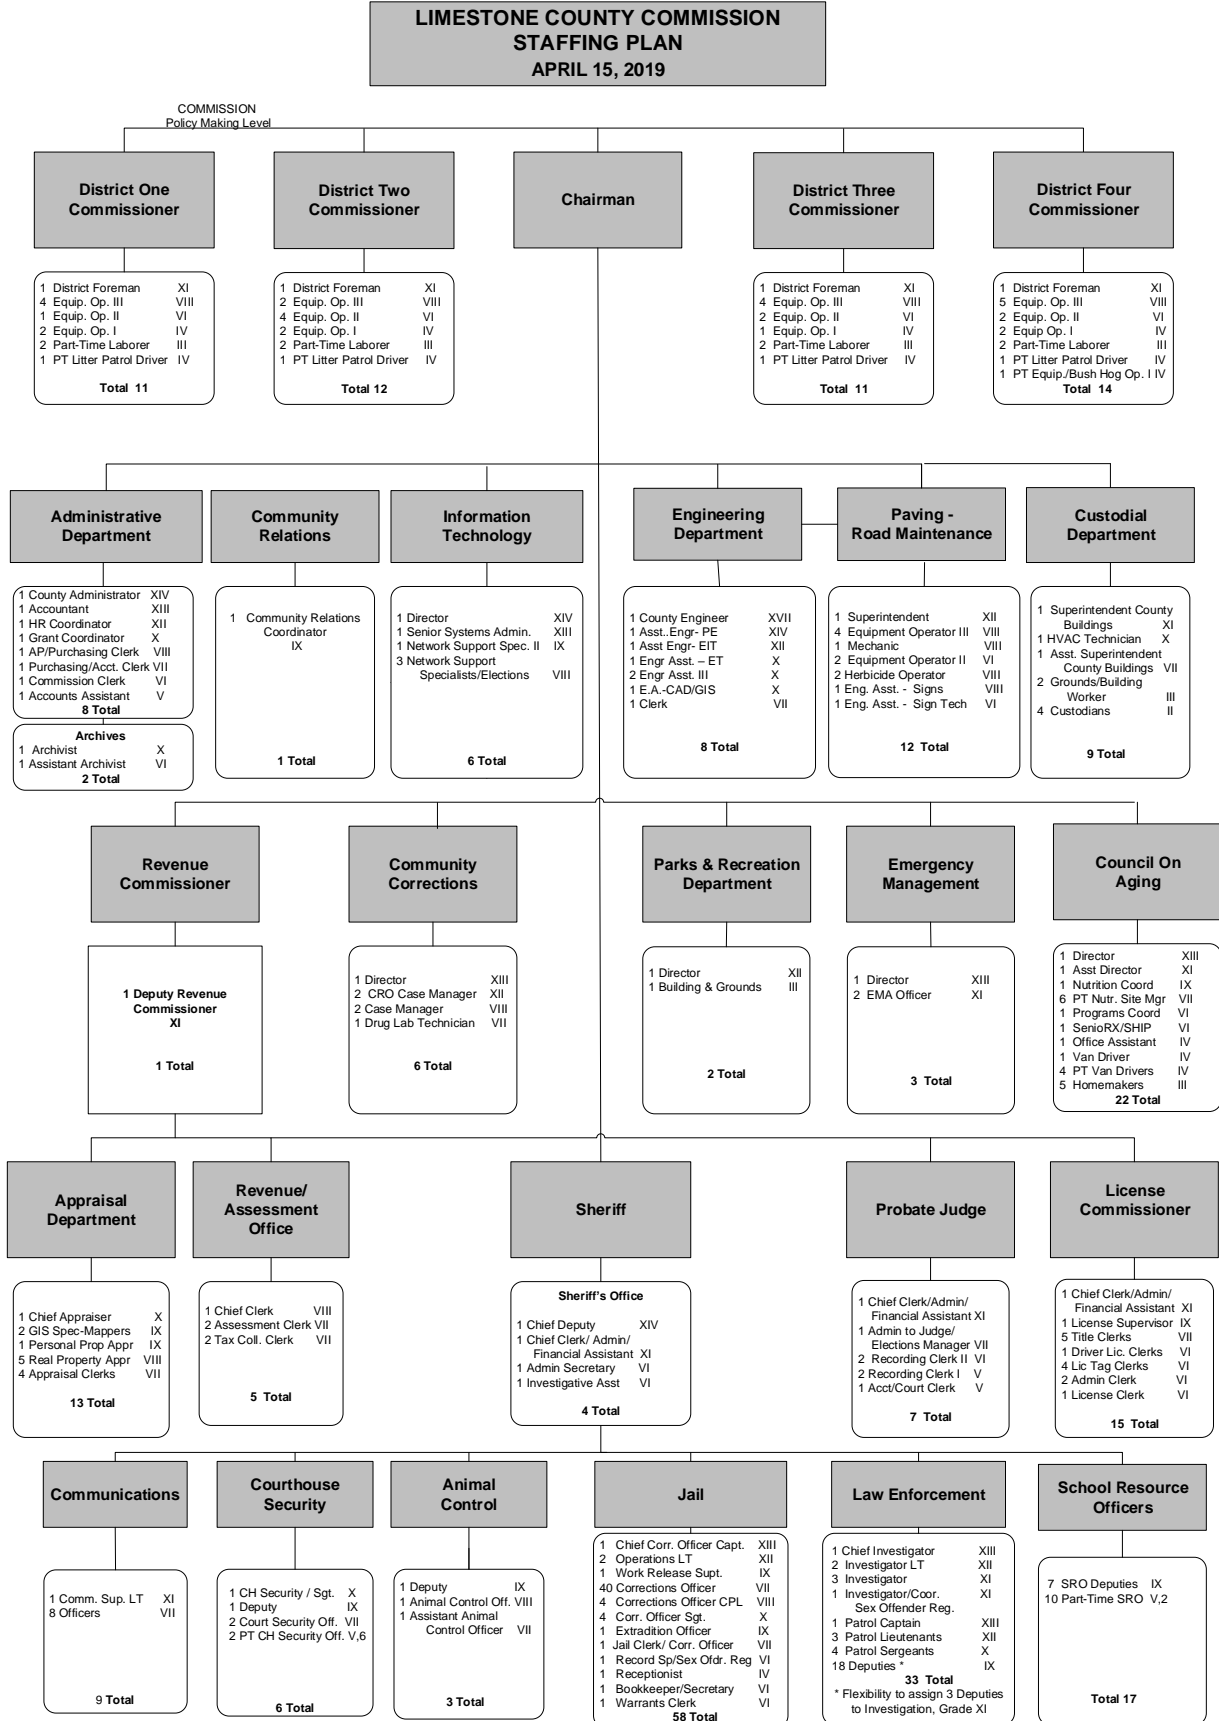 LIMESTONE COUNTY COMMISSION
STAFFING PLAN
APRIL 15, 2019
COMMISSION
Policy Making Level
District One
Commissioner
District Two
Commissioner
Chairman
District Three
Commissioner
District Four
Commissioner
1 District Foreman XI
4 Equip. Op. III VIII
1 Equip. Op. II VI
2 Equip. Op. I IV
2 Part-Time Laborer III
1 PT Litter Patrol Driver IV
Total 11
1 District Foreman XI
2 Equip. Op. III VIII
4 Equip. Op. II VI
2 Equip. Op. I IV
2 Part-Time Laborer III
1 PT Litter Patrol Driver IV
Total 12
1 District Foreman XI
4 Equip. Op. III VIII
2 Equip. Op. II VI
1 Equip. Op. I IV
2 Part-Time Laborer III
1 PT Litter Patrol Driver IV
Total 11
1 District Foreman XI
5 Equip. Op. III VIII
2 Equip. Op. II VI
2 Equip Op. I IV
2 Part-Time Laborer III
1 PT Litter Patrol Driver IV
1 PT Equip./Bush Hog Op. I IV
Total 14
Administrative
Department
Community
Relations
Information
Technology
Engineering
Department
Paving -
Road Maintenance
Custodial
Department
1 County Administrator XIV
1 Accountant XIII
1 HR Coordinator XII
1 Grant Coordinator X
1 AP/Purchasing Clerk VIII
1 Purchasing/Acct. Clerk VII
1 Commission Clerk VI
1 Accounts Assistant V
8 Total
Archives
1 Archivist X
1 Assistant Archivist VI
2 Total
1 Community Relations
Coordinator
IX
1 Total
1 Director XIV
1 Senior Systems Admin. XIII
1 Network Support Spec. II IX
3 Network Support
Specialists/Elections VIII
6 Total
1 County Engineer XVII
1 Asst..Engr- PE XIV
1 Asst Engr- EIT XII
1 Engr Asst. – ET X
2 Engr Asst. III X
1 E.A.-CAD/GIS X
1 Clerk VII
8 Total
1 Superintendent XII
4 Equipment Operator III VIII
1 Mechanic VIII
2 Equipment Operator II VI
2 Herbicide Operator VIII
1 Eng. Asst. - Signs VIII
1 Eng. Asst. - Sign Tech VI
12 Total
1 Superintendent County
Buildings XI
1 HVAC Technician X
1 Asst. Superintendent
County Buildings VII
2 Grounds/Building
Worker III
4 Custodians II
9 Total
Revenue
Commissioner
Community
Corrections
Parks & Recreation
Department
Emergency
Management
Council On
Aging
1 Deputy Revenue
Commissioner
XI
1 Total
1 Director XIII
2 CRO Case Manager XII
2 Case Manager VIII
1 Drug Lab Technician VII
6 Total
1 Director XII
1 Building & Grounds III
2 Total
1 Director XIII
2 EMA Officer XI
3 Total
1 Director XIII
1 Asst Director XI
1 Nutrition Coord IX
6 PT Nutr. Site Mgr VII
1 Programs Coord VI
1 SenioRX/SHIP VI
1 Office Assistant IV
1 Van Driver IV
4 PT Van Drivers IV
5 Homemakers III
22 Total
Appraisal
Department
Revenue/
Assessment
Office
Sheriff
Probate Judge
License
Commissioner
1 Chief Appraiser X
2 GIS Spec-Mappers IX
1 Personal Prop Appr IX
5 Real Property Appr VIII
4 Appraisal Clerks VII
13 Total
1 Chief Clerk VIII
2 Assessment Clerk VII
2 Tax Coll. Clerk VII
5 Total
Sheriff's Office
1 Chief Deputy XIV
1 Chief Clerk/ Admin/
Financial Assistant XI
1 Admin Secretary VI
1 Investigative Asst VI
4 Total
1 Chief Clerk/Admin/
Financial Assistant XI
1 Admin to Judge/
Elections Manager VII
2 Recording Clerk II VI
2 Recording Clerk I V
1 Acct/Court Clerk V
7 Total
1 Chief Clerk/Admin/
Financial Assistant XI
1 License Supervisor IX
5 Title Clerks VII
1 Driver Lic. Clerks VI
4 Lic Tag Clerks VI
2 Admin Clerk VI
1 License Clerk VI
15 Total
Communications
Courthouse
Security
Animal
Control
Jail
Law Enforcement
School Resource
Officers
1 Comm. Sup. LT XI
8 Officers VII
9 Total
1 CH Security / Sgt. X
1 Deputy IX
2 Court Security Off. VII
2 PT CH Security Off. V,6
6 Total
1 Deputy IX
1 Animal Control Off. VIII
1 Assistant Animal
Control Officer VII
3 Total
1 Chief Corr. Officer Capt. XIII
2 Operations LT XII
1 Work Release Supt. IX
40 Corrections Officer VII
4 Corrections Officer CPL VIII
4 Corr. Officer Sgt. X
1 Extradition Officer IX
1 Jail Clerk/ Corr. Officer VII
1 Record Sp/Sex Ofdr. Reg VI
1 Receptionist IV
1 Bookkeeper/Secretary VI
1 Warrants Clerk VI
58 Total
1 Chief Investigator XIII
2 Investigator LT XII
3 Investigator XI
1 Investigator/Coor. XI
Sex Offender Reg.
1 Patrol Captain XIII
3 Patrol Lieutenants XII
4 Patrol Sergeants X
18 Deputies * IX
33 Total
* Flexibility to assign 3 Deputies
to Investigation, Grade XI
7 SRO Deputies IX
10 Part-Time SRO V,2
Total 17